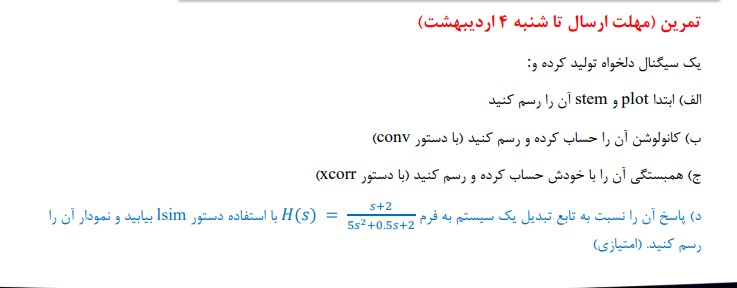 تمرین (مهلت ارسال تا شنبه ۴ اردیبهشت)
یک سیگنال دلخواه تولید کرده و:
الف) ابتدا plot و stem آن را رسم کنید
ب) کانولوشن آن را حساب کرده و رسم کنید (با دستور conv)
ج) همبستگی آن را با خودش حساب کرده و رسم کنید (با دستور xcorr)
د) پاسخ آن را نسبت به تابع تبدیل یک سیستم به فرم H(s) = \frac{s+2}{5s^2+0.5s+2} با استفاده دستور lsim بیابید و نمودار آن را
رسم کنید. (امتیازی)